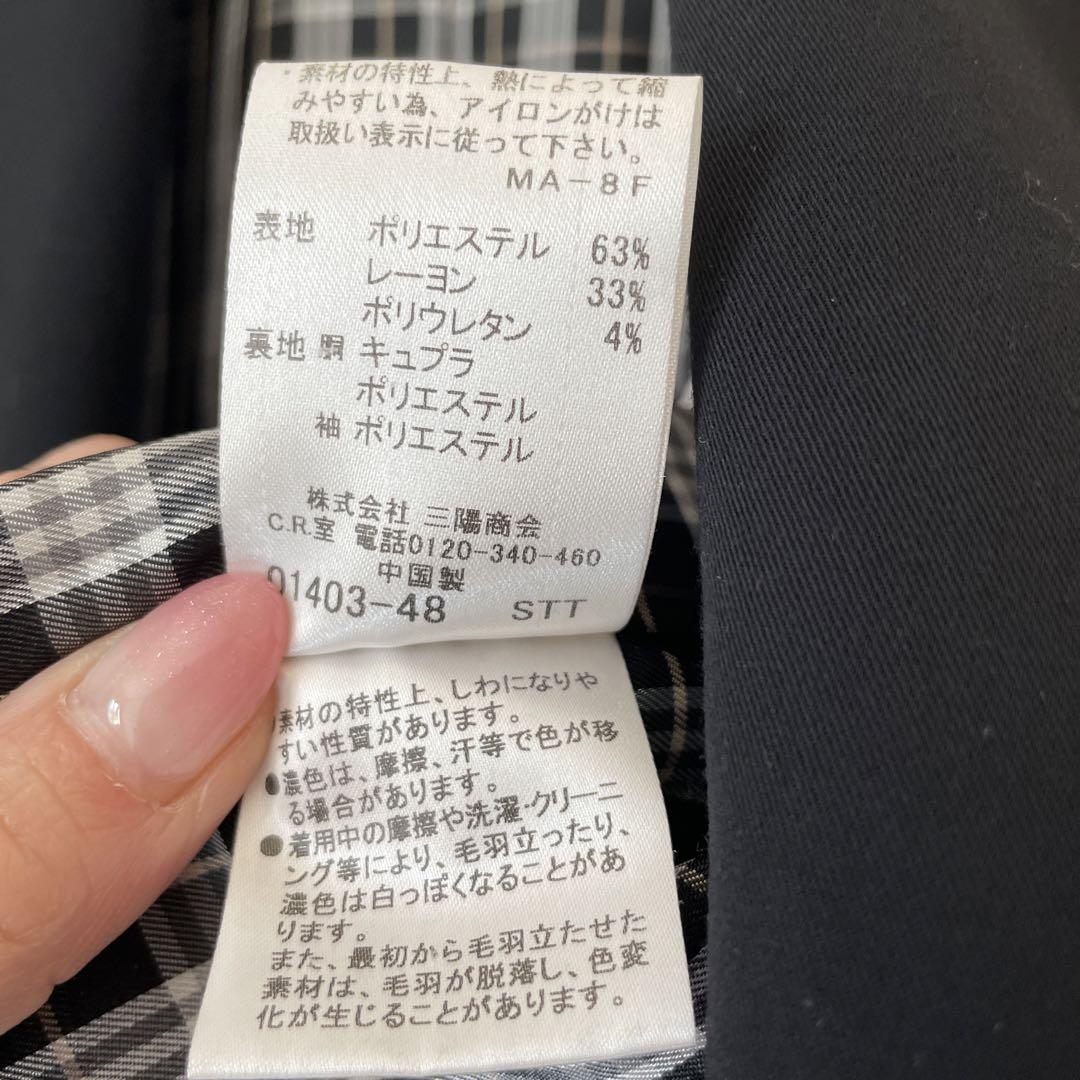 ・素材の特性上、熱によって縮
みやすい為、アイロンがけは
取扱い表示に従って下さい。
MA-8F
表地 ポリエステル 63%
レーヨン 33%
ポリウレタン 4%
裏地 胴 キュプラ
ポリエステル
袖 ポリエステル
株式会社 三陽商会
C.R.室 電話0120-340-460
中国製
01403-48 STT
素材の特性上、しわになりや
すい性質があります。
●濃色は、摩擦、汗等で色が移
る場合があります。
●着用中の摩擦や洗濯・クリーニ
ング等により、毛羽立ったり、
濃色は白っぽくなることがあ
ります。
また、最初から毛羽立たせた
素材は、毛羽が脱落し、色変
化が生じることがあります。